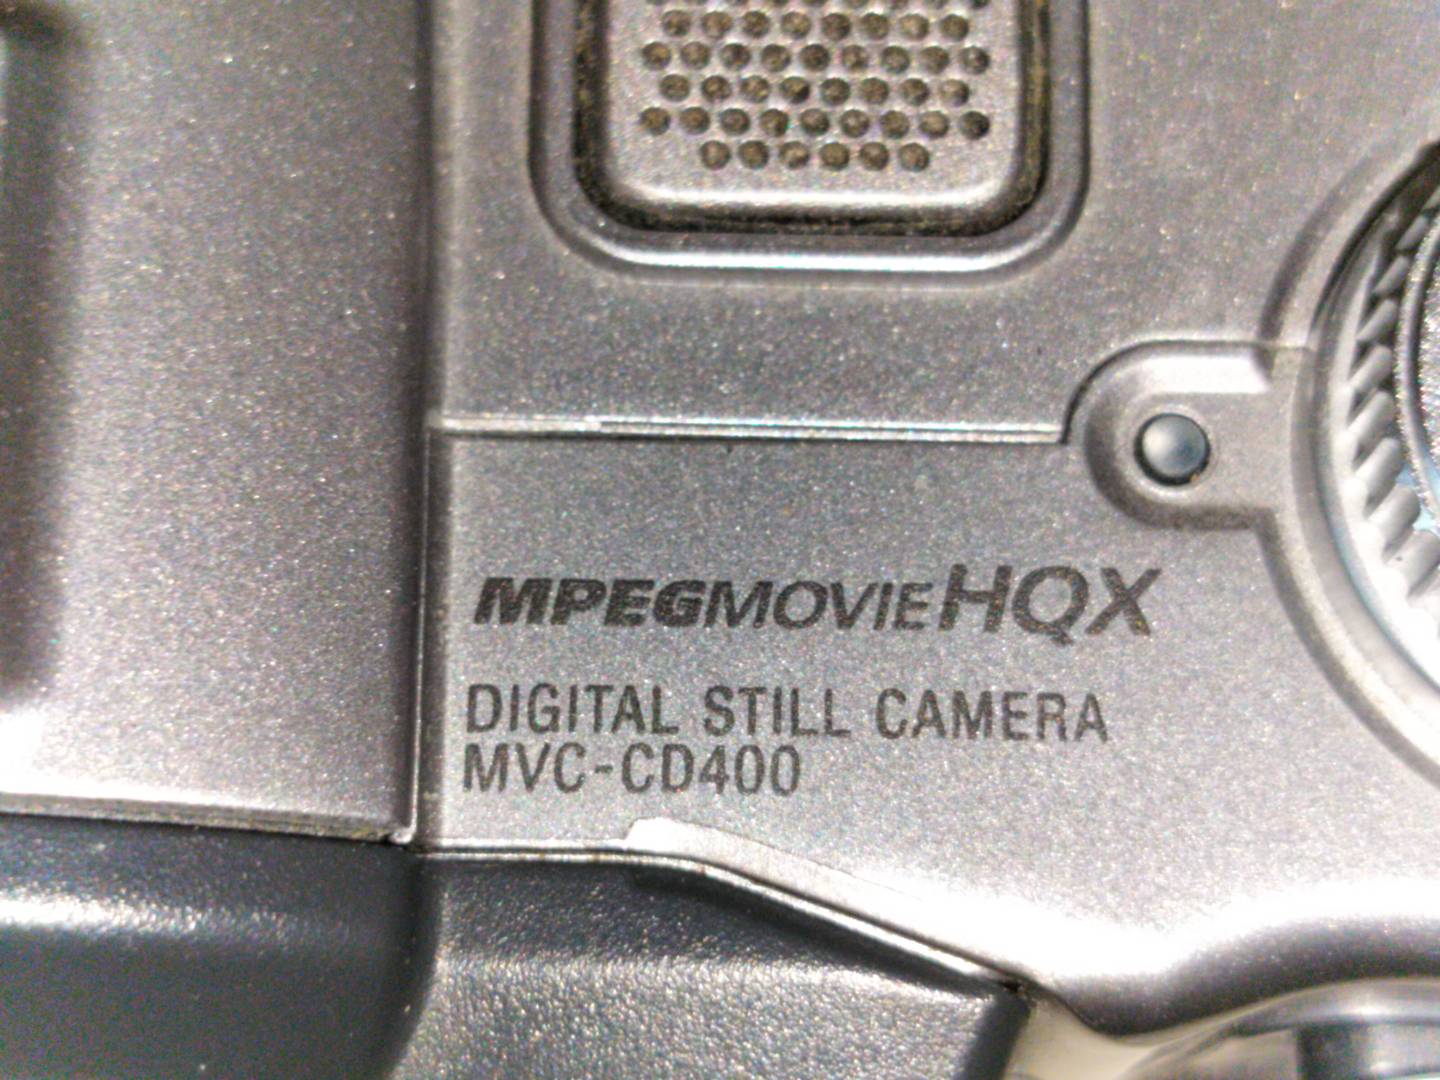 MPEGMOVIEHQX
DIGITAL STILL CAMERA
MVC-CD400